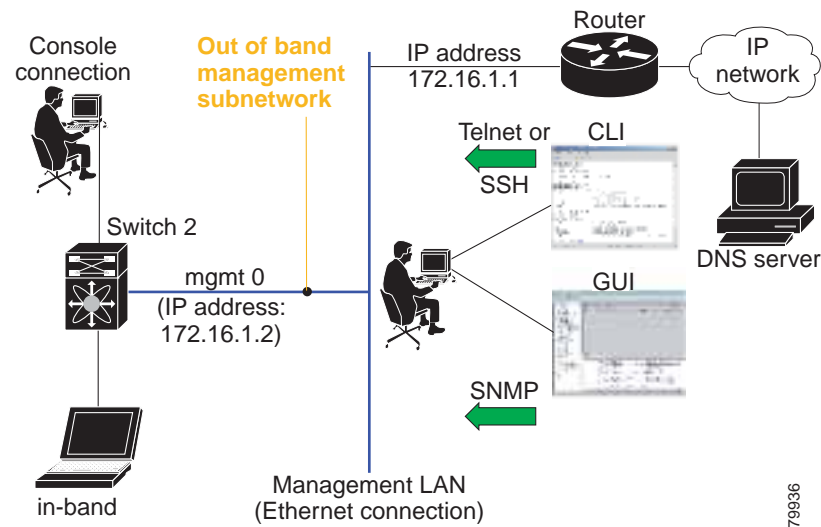 Console
connection
Out of band
management
subnetwork
IP address
172.16.1.1
Router
IP
network
Telnet or
SSH
CLI
Switch 2
mgmt 0
(IP address:
172.16.1.2)
DNS server
GUI
SNMP
in-band
Management LAN
(Ethernet connection)
79936